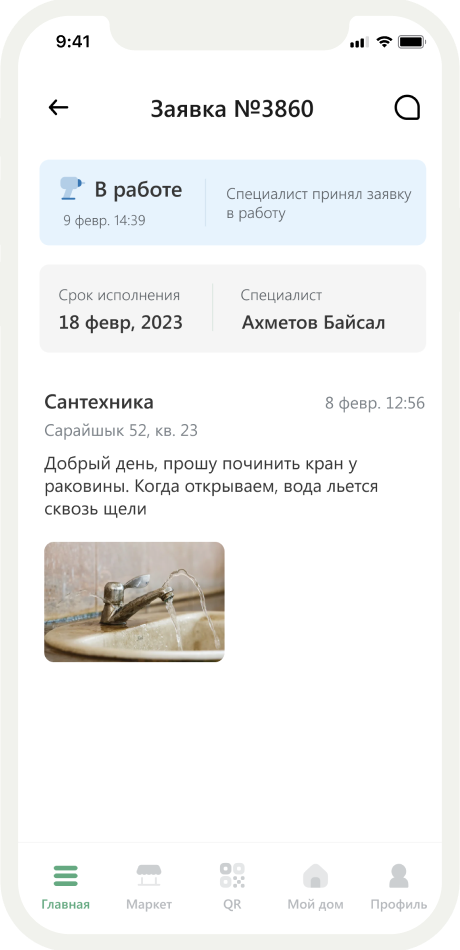 9:41
Заявка №3860
В работе
9 февр. 14:39
Специалист принял заявку
в работу
Срок исполнения
18 февр, 2023
Специалист
Ахметов Байсал
Сантехника
8 февр. 12:56
Сарайшык 52, кв. 23
Добрый день, прошу починить кран у
раковины. Когда открываем, вода льется
сквозь щели
Главная
Маркет
QR
Мой дом
Профиль